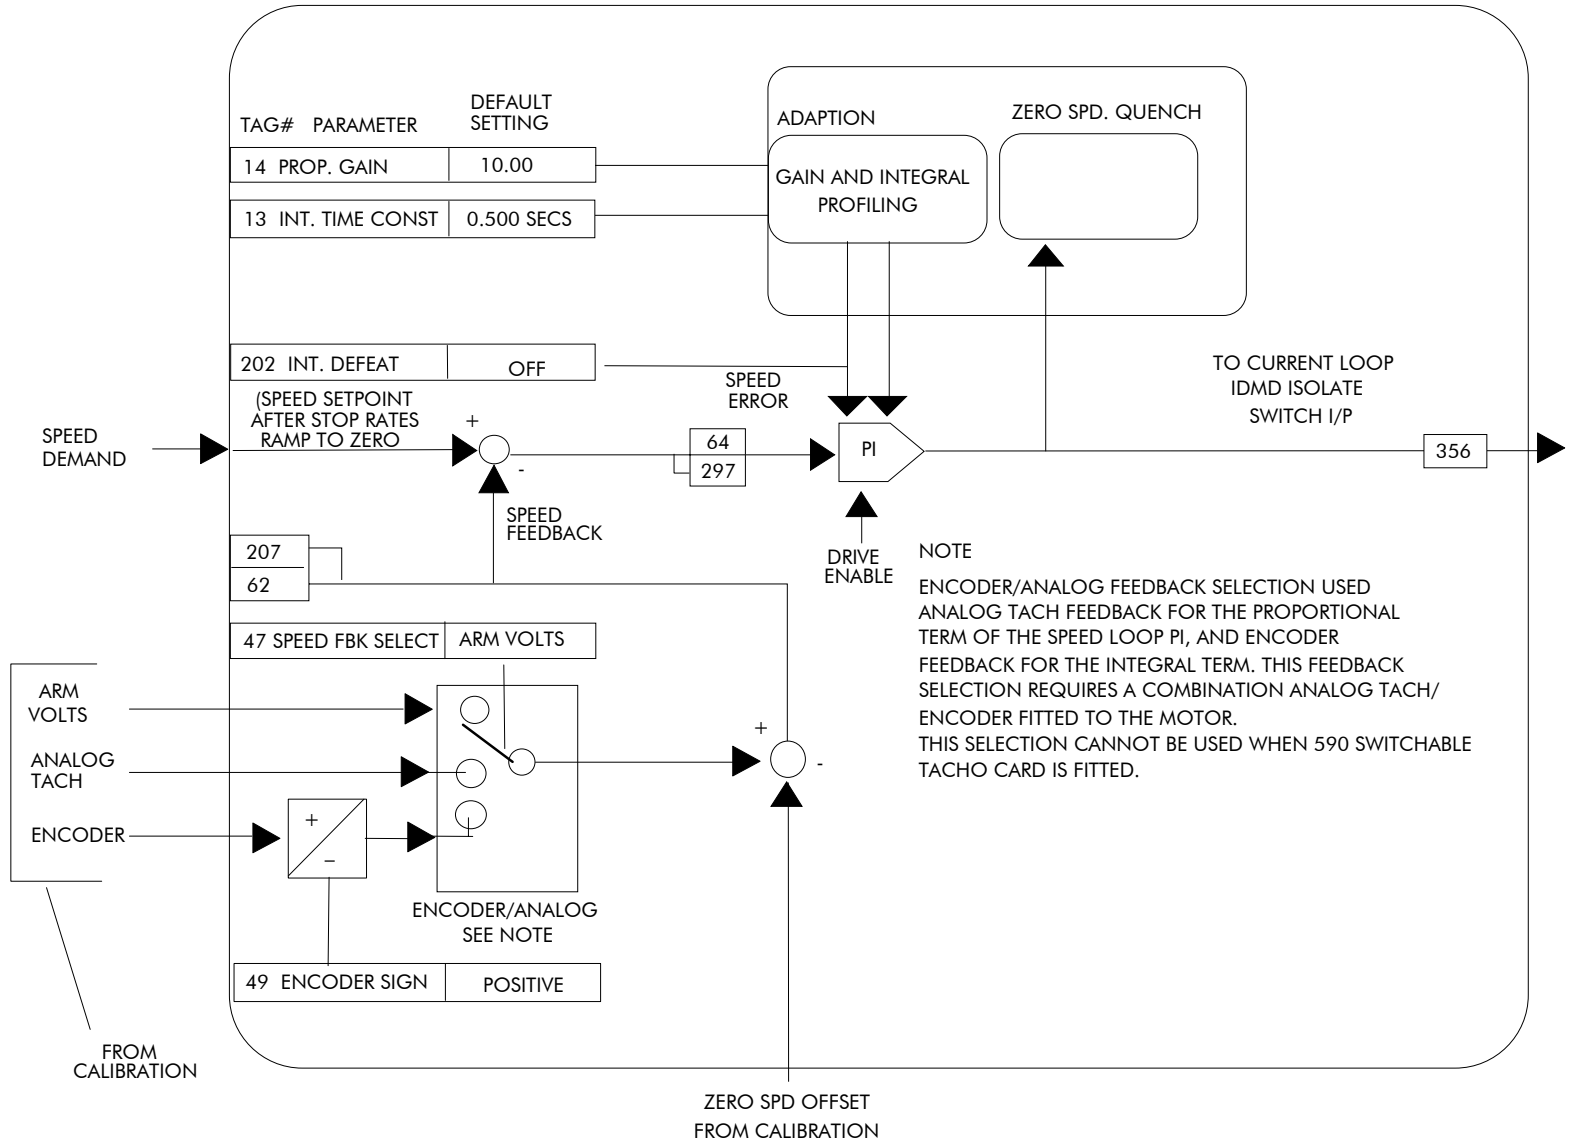 TAG# PARAMETER
DEFAULT
SETTING
14 PROP. GAIN
10.00
13 INT. TIME CONST
0.500 SECS
ADAPTION
ZERO SPD. QUENCH
GAIN AND INTEGRAL
PROFILING
202 INT. DEFEAT
OFF
(SPEED SETPOINT
AFTER STOP RATES
RAMP TO ZERO
SPEED
DEMAND
+
-
SPEED
ERROR
64
297
PI
TO CURRENT LOOP
IDMD ISOLATE
SWITCH I/P
356
SPEED
FEEDBACK
DRIVE
ENABLE
207
62
47 SPEED FBK SELECT
ARM VOLTS
ARM
VOLTS
ANALOG
TACH
ENCODER
+
–
+
-
ENCODER/ANALOG
SEE NOTE
49 ENCODER SIGN
POSITIVE
NOTE
ENCODER/ANALOG FEEDBACK SELECTION USED
ANALOG TACH FEEDBACK FOR THE PROPORTIONAL
TERM OF THE SPEED LOOP PI, AND ENCODER
FEEDBACK FOR THE INTEGRAL TERM. THIS FEEDBACK
SELECTION REQUIRES A COMBINATION ANALOG TACH/
ENCODER FITTED TO THE MOTOR.
THIS SELECTION CANNOT BE USED WHEN 590 SWITCHABLE
TACHO CARD IS FITTED.
FROM
CALIBRATION
ZERO SPD OFFSET
FROM CALIBRATION